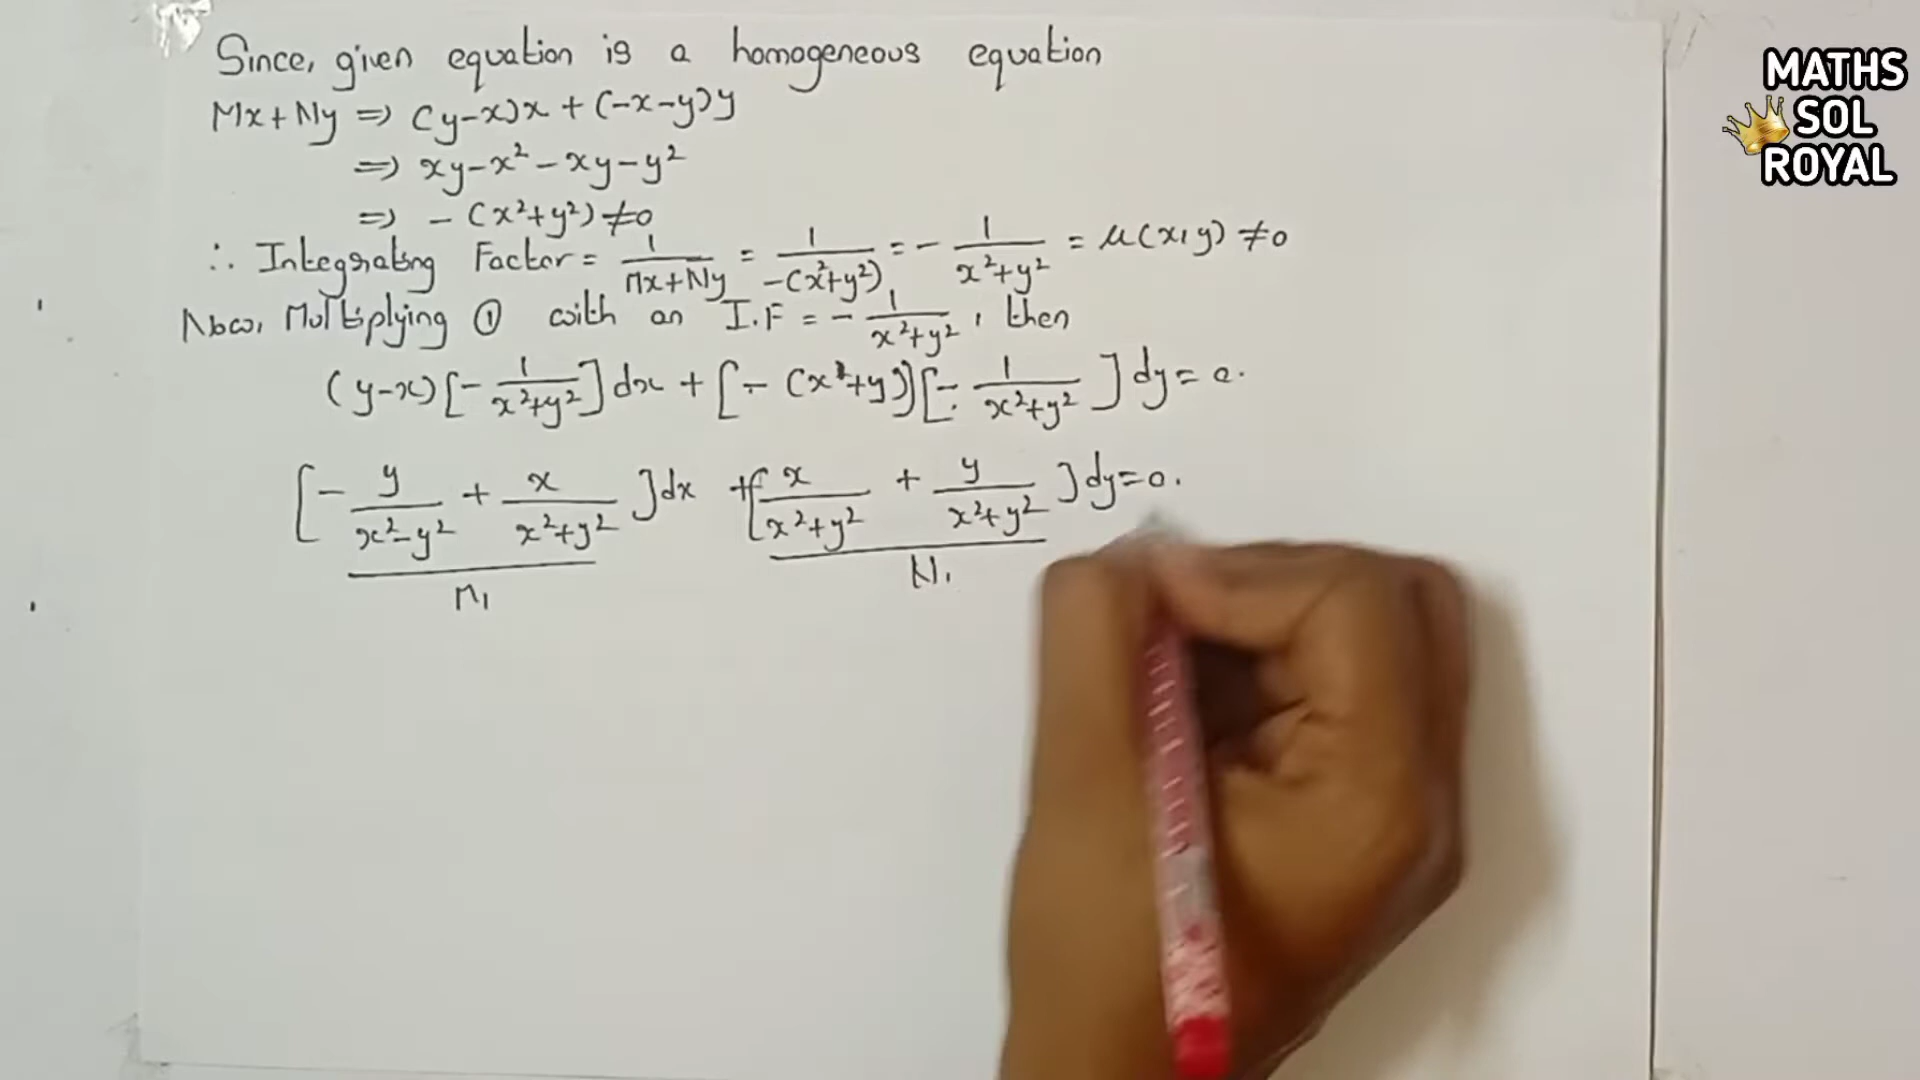 Since, given equation is a homogeneous equation
Mx+Ny ⇒ (y-x)x + (-x-y)y
⇒ xy-x² - xy-y²
⇒ - (x²+y²) ≠0
∴ Integrating Factor = 1/(Mx+Ny) = 1/(-(x²+y²)) = - 1/(x²+y²) = μ(x,y) ≠0
Now, Multiplying ① with an I.F = - 1/(x²+y²), then
(y-x)[- 1/(x²+y²)]dx + [- (x+y)][- 1/(x²+y²)] dy = 0.
[- y/(x²-y²) + x/(x²+y²)]dx + [x/(x²+y²) + y/(x²+y²)]dy=0.
M₁ N₁
MATHS
SOL
ROYAL